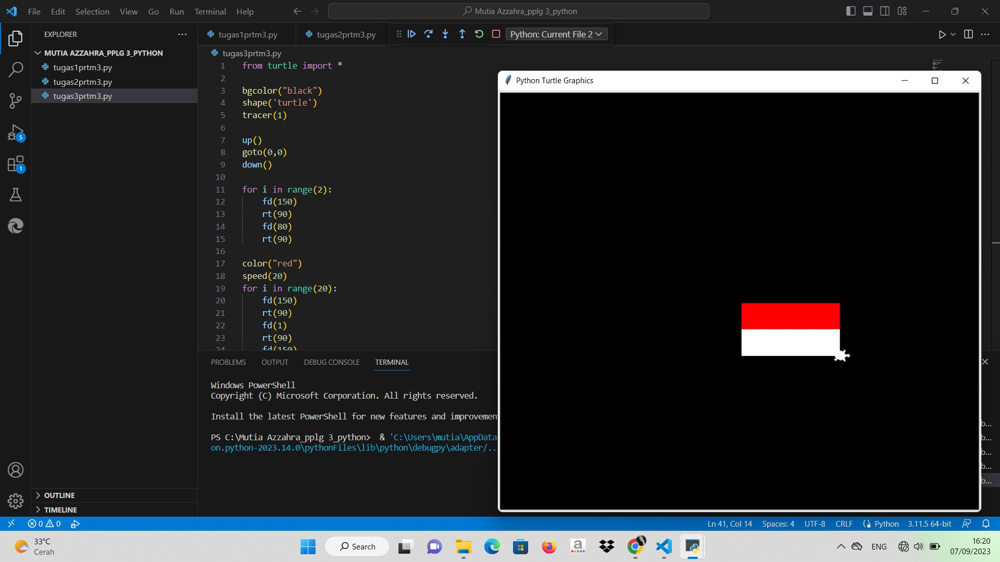 File Edit Selection View Go Run Terminal Help
Mutia Azzahra_pplg 3_python
EXPLORER
MUTIA AZZAHRA_PPLG 3_PYTHON
tugas1prtm3.py
tugas2prtm3.py
tugas3prtm3.py
OUTLINE
TIMELINE
5
1
tugas1prtm3.py
tugas2prtm3.py
Python: Current File 2
tugas3prtm3.py
1 from turtle import *
2
3 bgcolor("black")
4 shape('turtle')
5 tracer(1)
6
7 up()
8 goto(0,0)
9 down()
10
11 for i in range(2):
12 fd(150)
13 rt(90)
14 fd(80)
15 rt(90)
16
17 color("red")
18 speed(20)
19 for i in range(20):
20 fd(150)
21 rt(90)
22 fd(1)
23 rt(90)
24 fd(150)
Python Turtle Graphics
PROBLEMS OUTPUT DEBUG CONSOLE TERMINAL
Windows PowerShell
Copyright (C) Microsoft Corporation. All rights reserved.
Install the latest PowerShell for new features and improvemen
PS C:\Mutia Azzahra_pplg 3_python> & 'C:\Users\mutia\AppData
on.python-2023.14.0\pythonFiles\lib\python\debugpy\adapter/..
b...
b...
b...
b...
b...
0 0
Ln 41, Col 14 Spaces: 4 UTF-8 CRLF Python 3.11.5 64-bit
33°C
Cerah
Search
ENG
16:20
07/09/2023